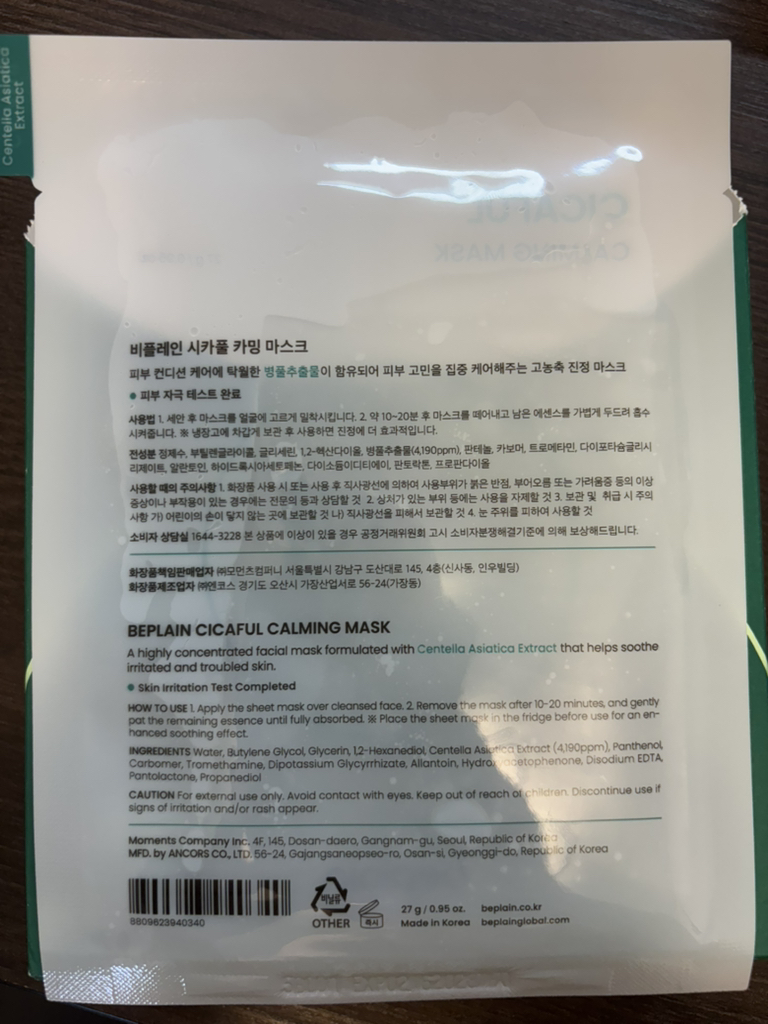 Centella Asiatica
Extract
CICAFUL
CALMING MASK
비플레인 시카풀 카밍 마스크
피부 컨디션 케어에 탁월한 병풀추출물이 함유되어 피부 고민을 집중 케어해주는 고농축 진정 마스크
● 피부 자극 테스트 완료
사용법 1. 세안 후 마스크를 얼굴에 고르게 밀착시킵니다. 2. 약 10~20분 후 마스크를 떼어내고 남은 에센스를 가볍게 두드려 흡수
시켜줍니다. ※ 냉장고에 차갑게 보관 후 사용하면 진정에 더 효과적입니다.
전성분 정제수, 부틸렌글라이콜, 글리세린, 1,2-헥산다이올, 병풀추출물(4,190ppm), 판테놀, 카보머, 트로메타민, 다이포타슘글리시
리제이트, 알란토인, 하이드록시아세토페논, 다이소듐이디티에이, 판토락톤, 프로판다이올
사용할 때의 주의사항 1. 화장품 사용 시 또는 사용 후 직사광선에 의하여 사용부위가 붉은 반점, 부어오름 또는 가려움증 등의 이상
증상이나 부작용이 있는 경우에는 전문의 등과 상담할 것 2. 상처가 있는 부위 등에는 사용을 자제할 것 3. 보관 및 취급 시 주의
사항 가) 어린이의 손이 닿지 않는 곳에 보관할 것 나) 직사광선을 피해서 보관할 것 4. 눈 주위를 피하여 사용할 것
소비자 상담실 1644-3228 본 상품에 이상이 있을 경우 공정거래위원회 고시 소비자분쟁해결기준에 의해 보상해드립니다.
화장품책임판매업자 ㈜모먼츠컴퍼니 서울특별시 강남구 도산대로 145, 4층(신사동, 인우빌딩)
화장품제조업자 ㈜앤코스 경기도 오산시 가장산업서로 56-24(가장동)
BEPLAIN CICAFUL CALMING MASK
A highly concentrated facial mask formulated with Centella Asiatica Extract that helps soothe
irritated and troubled skin.
● Skin Irritation Test Completed
HOW TO USE 1. Apply the sheet mask over cleansed face. 2. Remove the mask after 10-20 minutes, and gently
pat the remaining essence until fully absorbed. ※ Place the sheet mask in the fridge before use for an en-
hanced soothing effect.
INGREDIENTS Water, Butylene Glycol, Glycerin, 1,2-Hexanediol, Centella Asiatica Extract (4,190ppm), Panthenol,
Carbomer, Tromethamine, Dipotassium Glycyrrhizate, Allantoin, Hydroxyacetophenone, Disodium EDTA,
Pantolactone, Propanediol
CAUTION For external use only. Avoid contact with eyes. Keep out of reach of children. Discontinue use if
signs of irritation and/or rash appear.
Moments Company Inc. 4F, 145, Dosan-daero, Gangnam-gu, Seoul, Republic of Korea
MFD. by ANCORS CO., LTD. 56-24, Gajangsaneopseo-ro, Osan-si, Gyeonggi-do, Republic of Korea
8809623940340
비닐류
OTHER
즉시
27 g / 0.95 oz. beplain.co.kr
Made in Korea beplainglobal.com